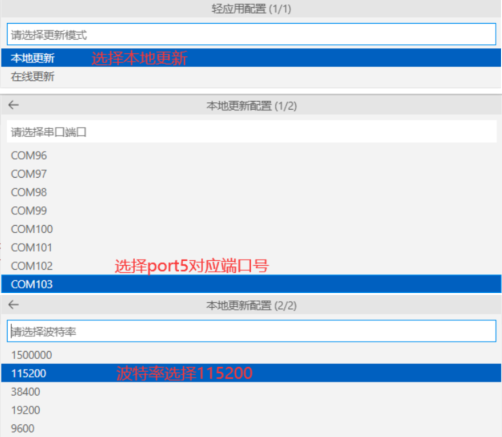 轻应用配置 (1/1)
请选择更新模式
本地更新 选择本地更新
在线更新
← 本地更新配置 (1/2)
请选择串口端口
COM96
COM97
COM98
COM99
COM100
COM101
COM102 选择port5对应端口号
COM103
← 本地更新配置 (2/2)
请选择波特率
1500000
115200 波特率选择115200
38400
19200
9600